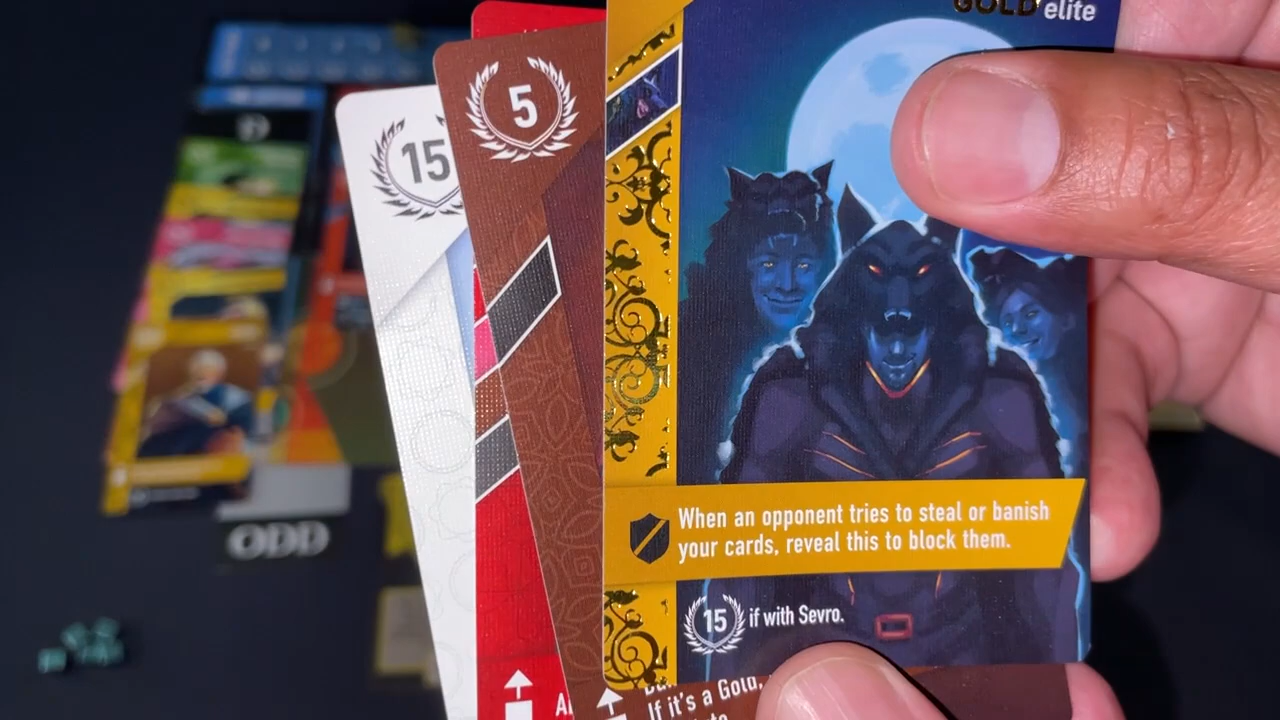 GOLD elite
15
5
When an opponent tries to steal or banish
your cards, reveal this to block them.
15 if with Sevro.
If it's a Gold,
ODD